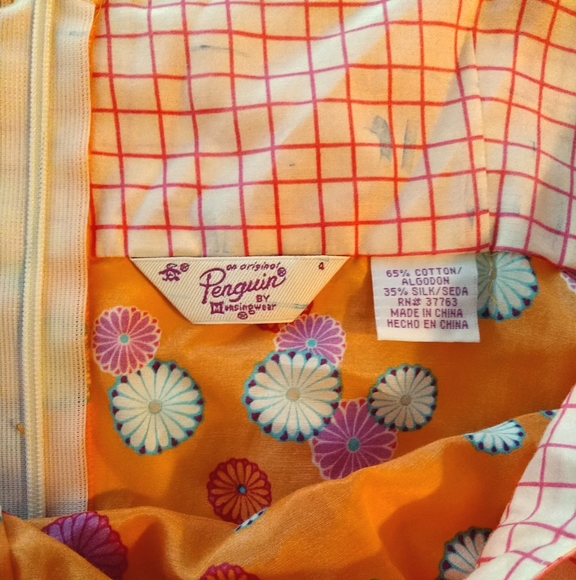 an original
4
Penguin®
BY
Munsingwear
®
65% COTTON/
ALGODON
35% SILK/SEDA
RN# 37763
MADE IN CHINA
HECHO EN CHINA